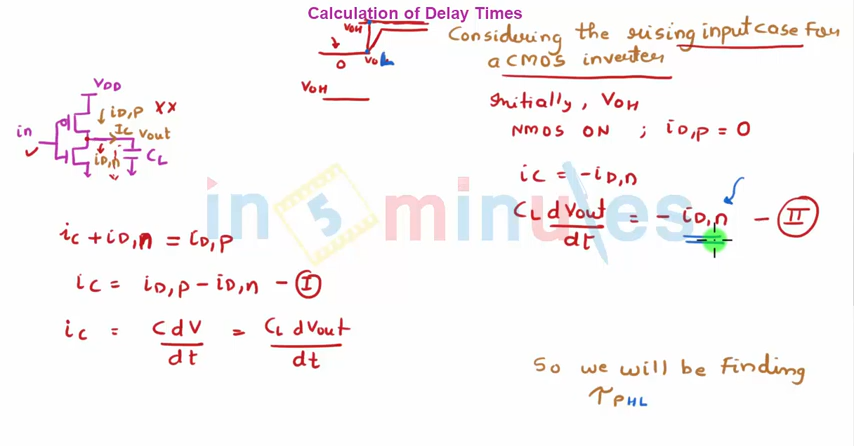 Calculation of Delay Times
VOH
0
VOL
VOH
Considering the rising input case for
a CMOS inverter
Initially, VOH
NMOS ON ; iD,p = 0
VDD
iD,p XX
in
Ic Vout
iD,n
CL
ic = -iD,n
CL dVout/dt = - iD,n - II
in 5 minutes
ic + iD,n = iD,p
ic = iD,p - iD,n - I
ic = CdV/dt = CL dVout/dt
So we will be finding
τPHL